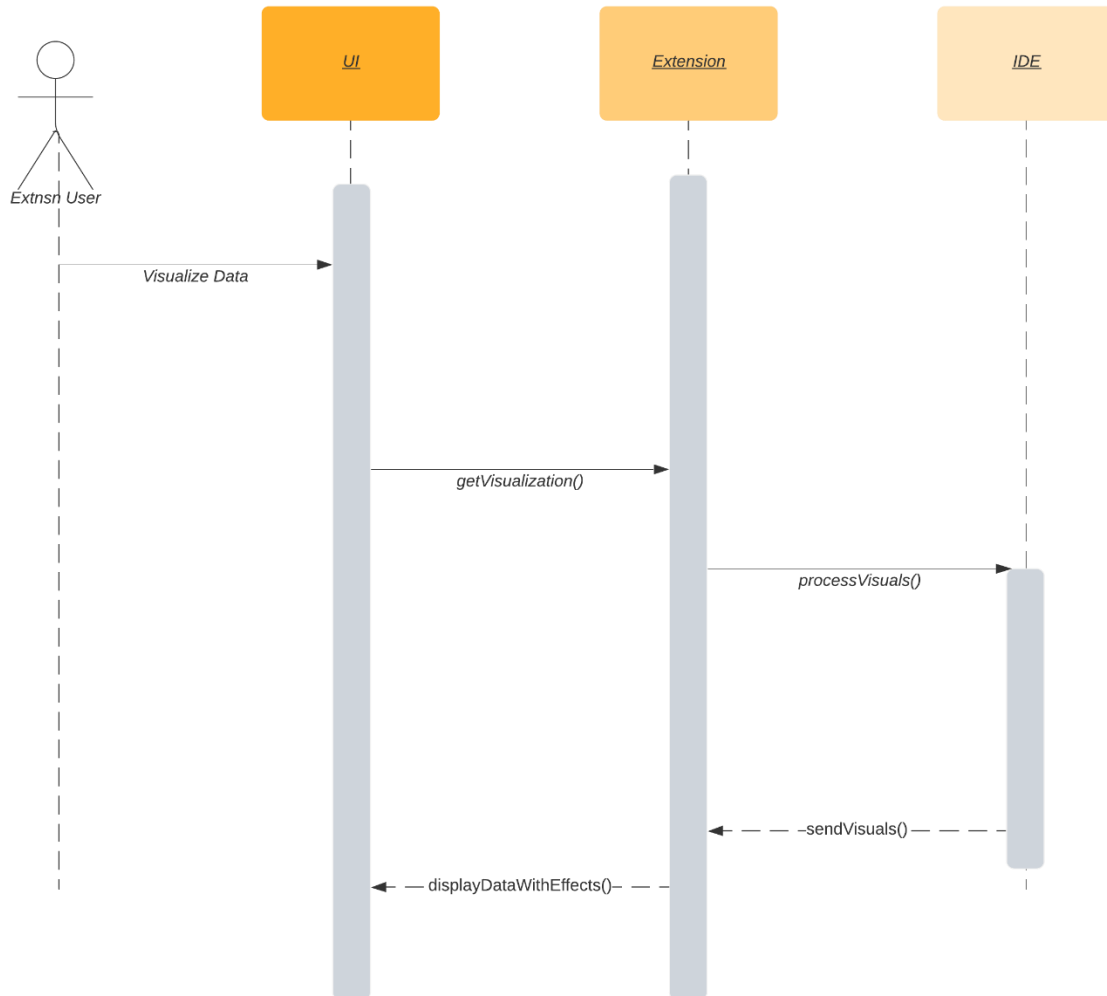 UI
Extension
IDE
Extnsn User
Visualize Data
getVisualization()
processVisuals()
sendVisuals()
displayDataWithEffects()